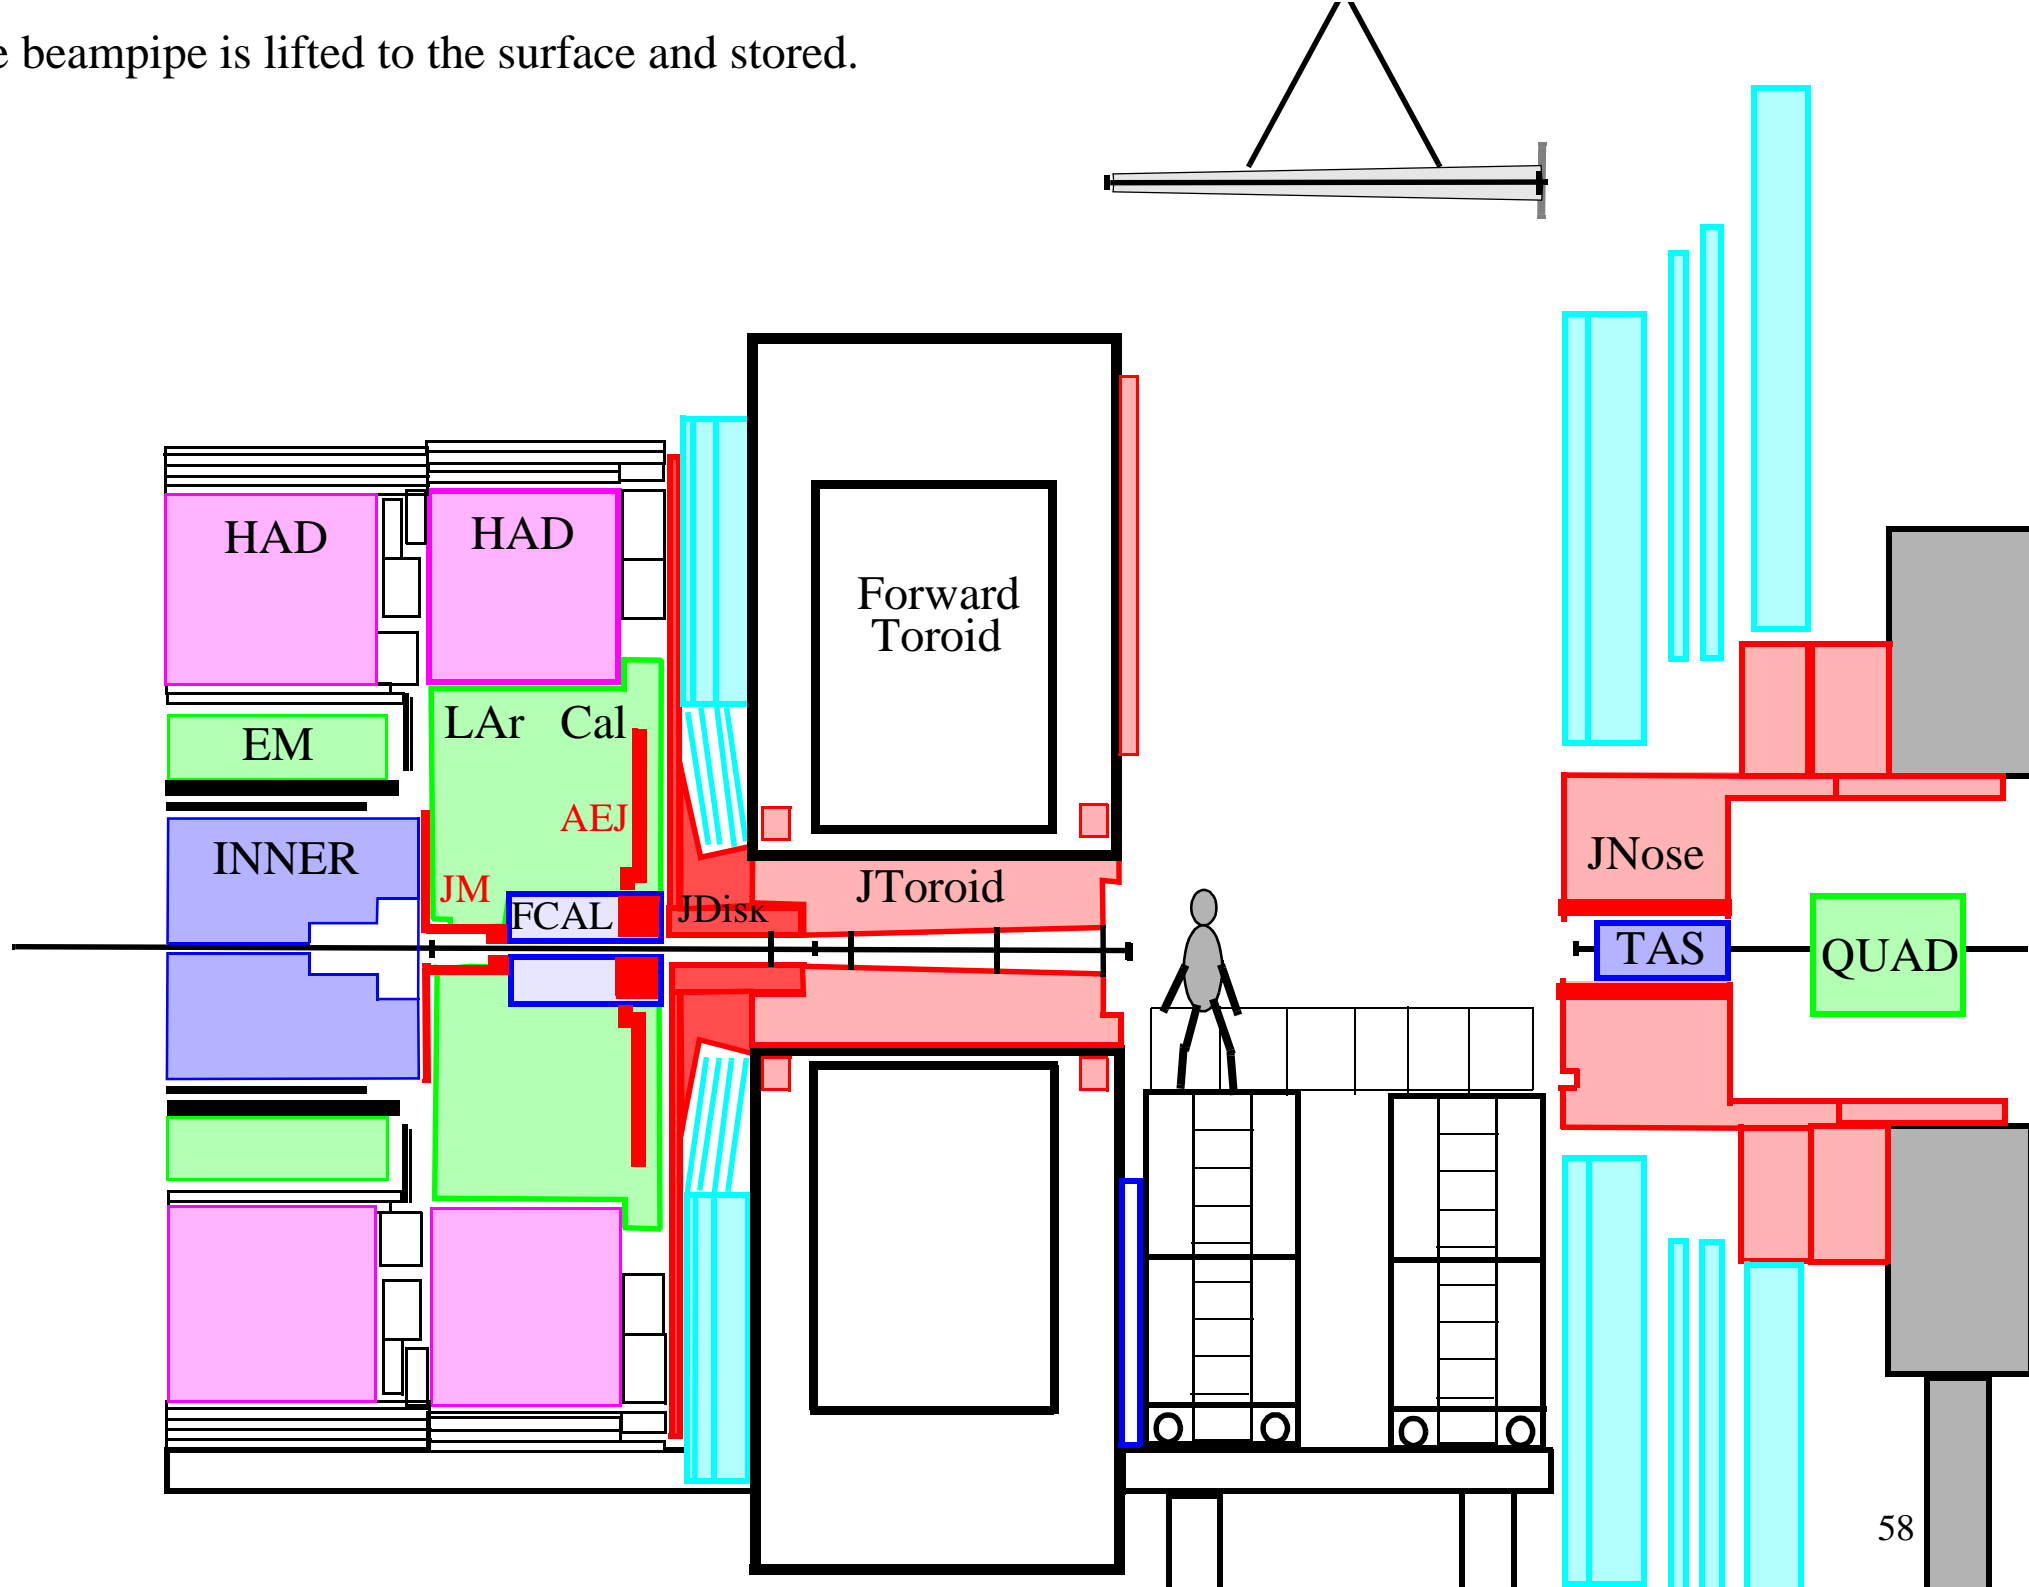 e beampipe is lifted to the surface and stored.
HAD
HAD
Forward
Toroid
LAr Cal
EM
AEJ
INNER
JNose
JM
JToroid
FCAL
JDisk
TAS
QUAD
58